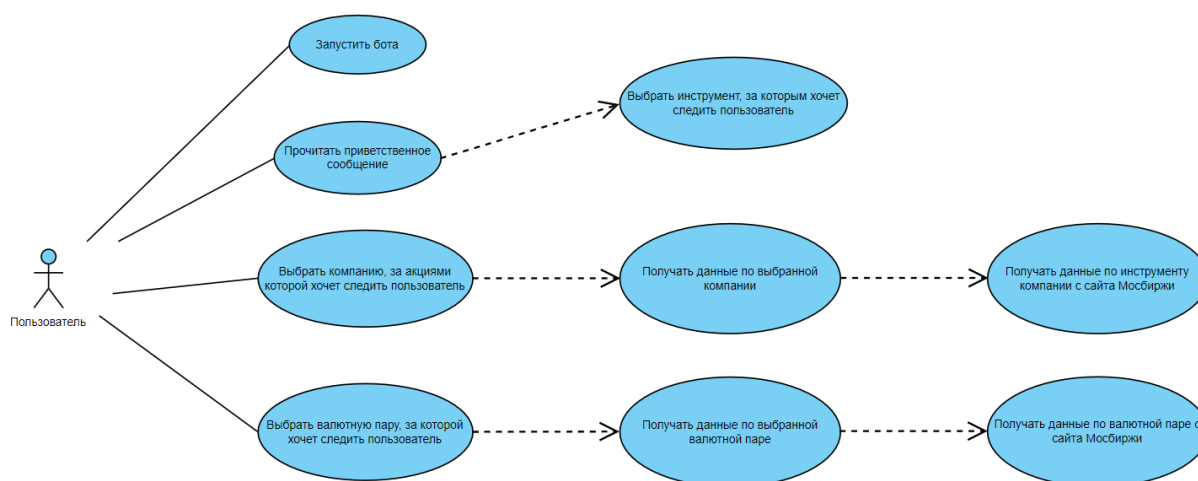 Запустить бота
Выбрать инструмент, за которым хочет
следить пользователь
Прочитать приветственное
сообщение
Пользователь
Выбрать компанию, за акциями
которой хочет следить пользователь
Получать данные по выбранной
компании
Получать данные по инструменту
компании с сайта Мосбиржи
Выбрать валютную пару, за которой
хочет следить пользователь
Получать данные по выбранной
валютной паре
Получать данные по валютной паре с
сайта Мосбиржи